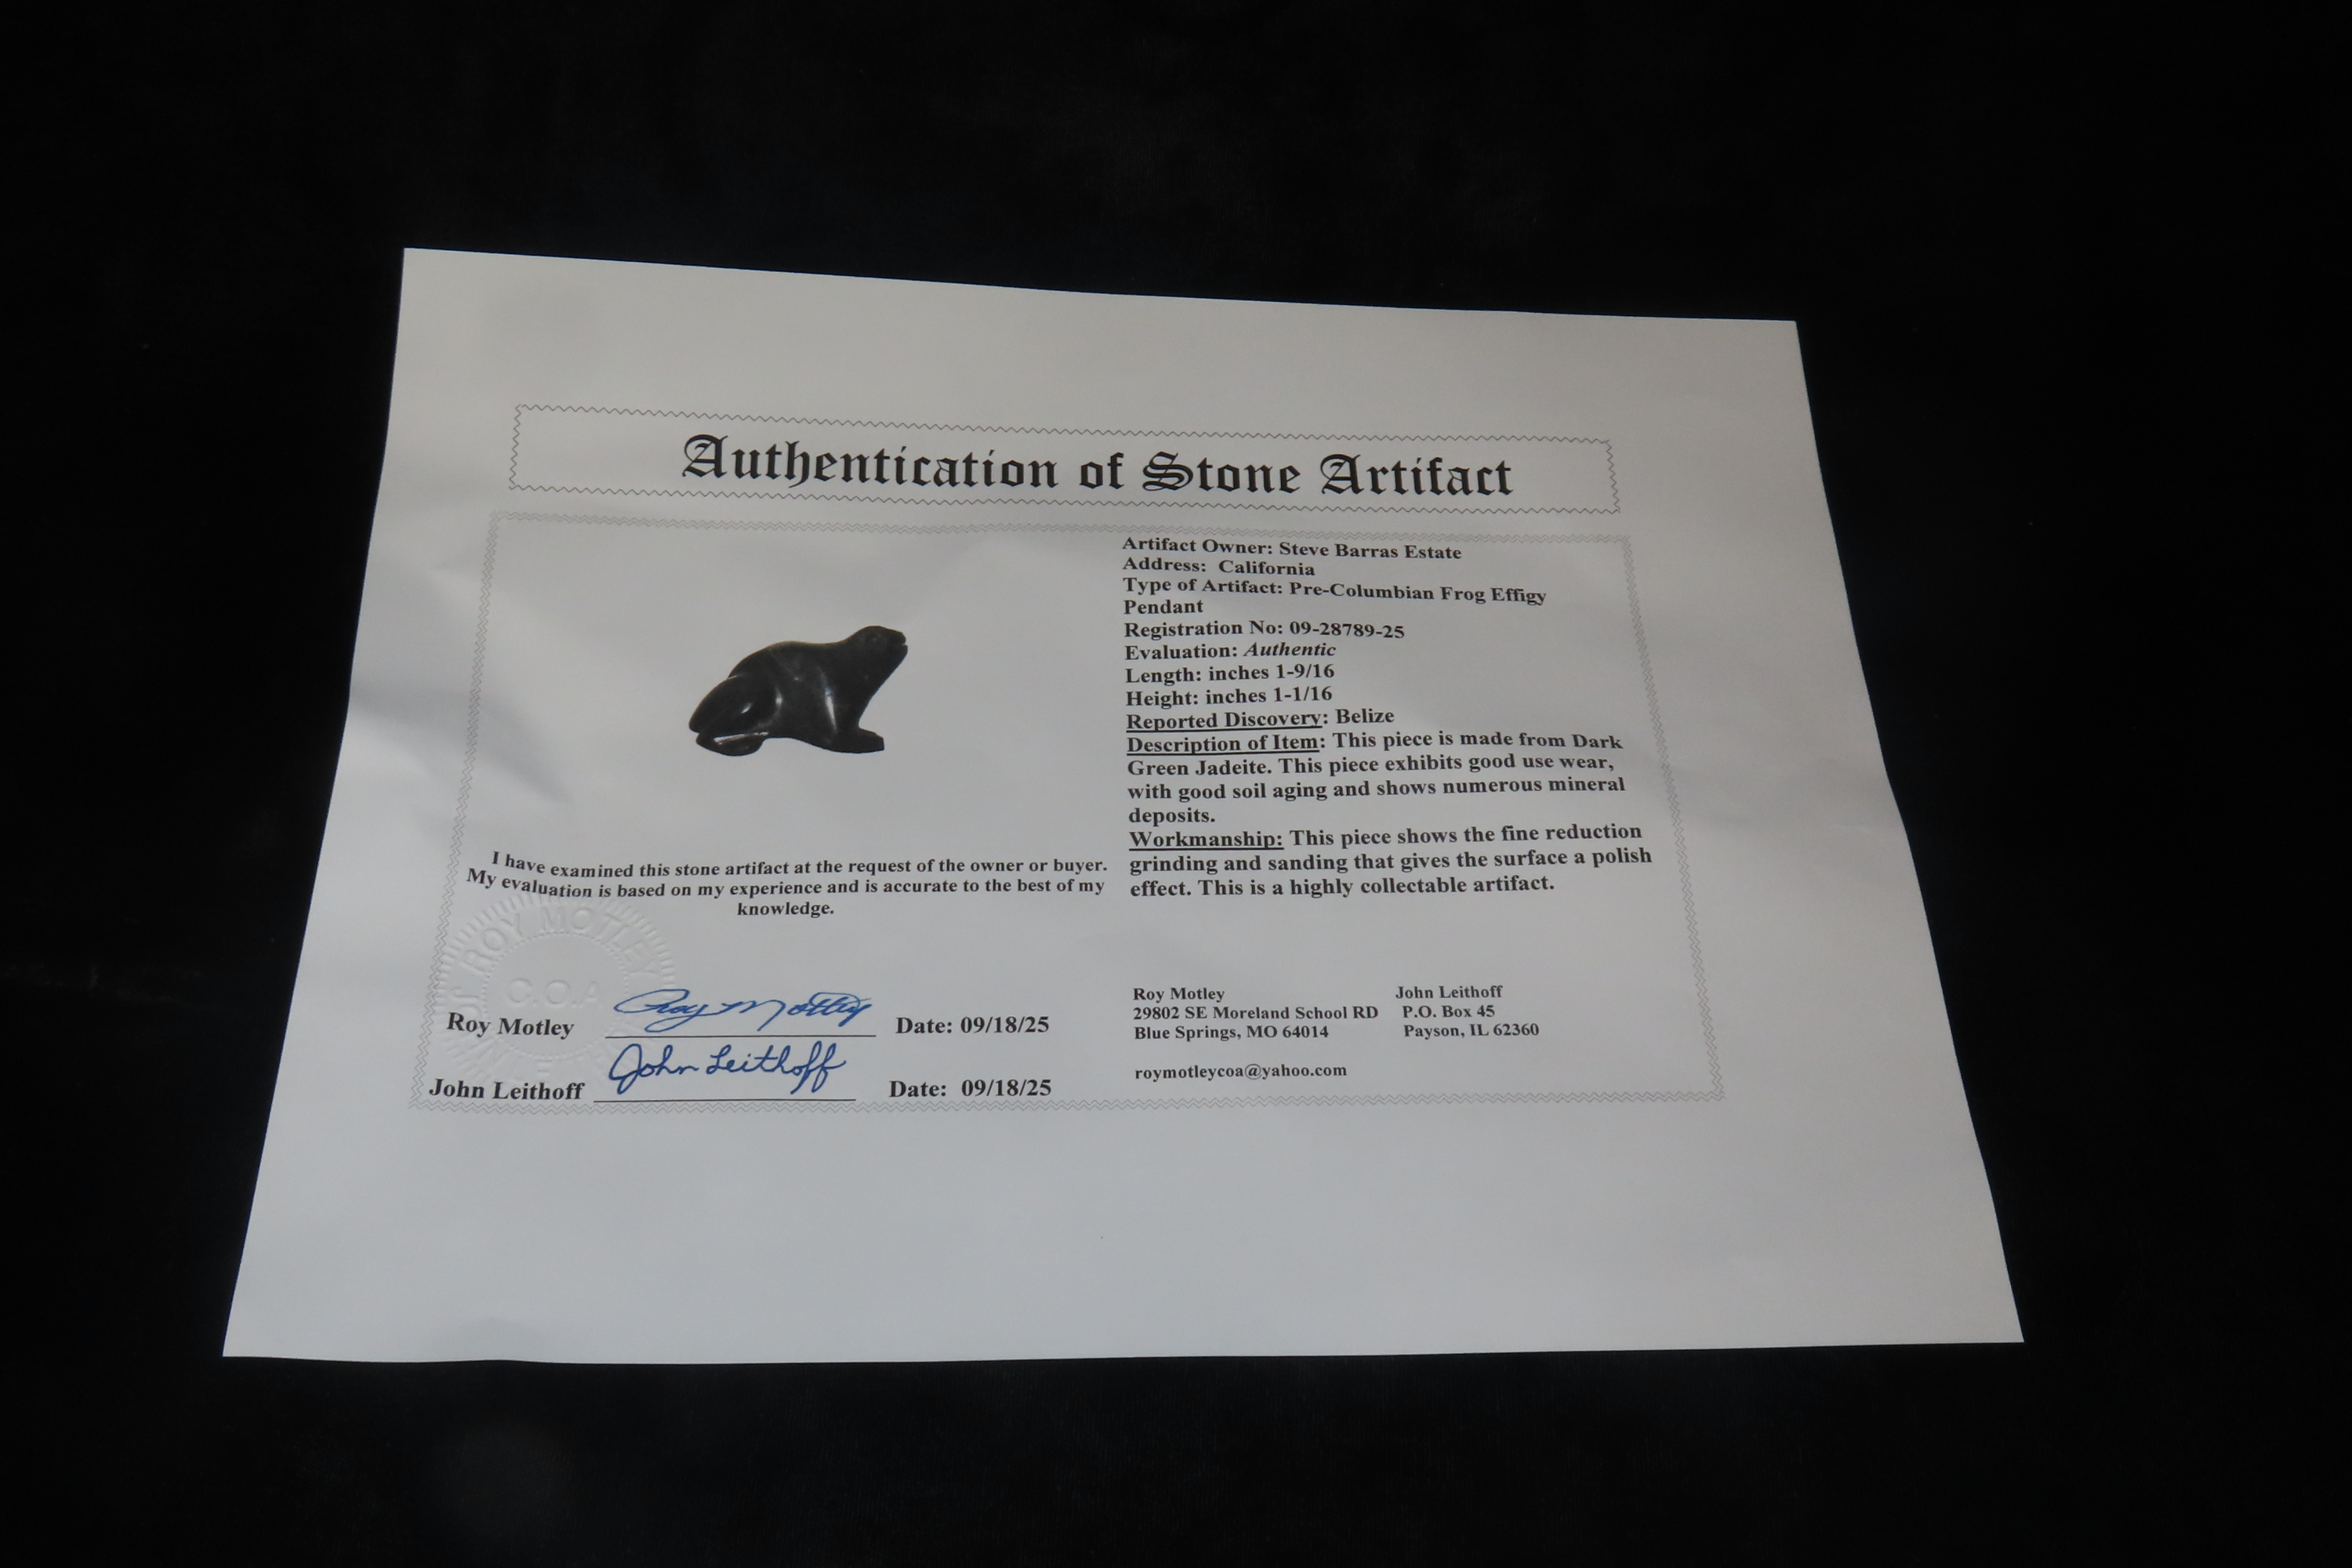 Authentication of Stone Artifact
Artifact Owner: Steve Barras Estate
Address: California
Type of Artifact: Pre-Columbian Frog Effigy
Pendant
Registration No: 09-28789-25
Evaluation: Authentic
Length: inches 1-9/16
Height: inches 1-1/16
Reported Discovery: Belize
Description of Item: This piece is made from Dark
Green Jadeite. This piece exhibits good use wear,
with good soil aging and shows numerous mineral
deposits.
Workmanship: This piece shows the fine reduction
grinding and sanding that gives the surface a polish
effect. This is a highly collectable artifact.
I have examined this stone artifact at the request of the owner or buyer.
My evaluation is based on my experience and is accurate to the best of my
knowledge.
ROY MOTLEY
C.O.A
Roy Motley Roy Motley Date: 09/18/25
John Leithoff John Leithoff Date: 09/18/25
Roy Motley
29802 SE Moreland School RD
Blue Springs, MO 64014
roymotleycoa@yahoo.com
John Leithoff
P.O. Box 45
Payson, IL 62360